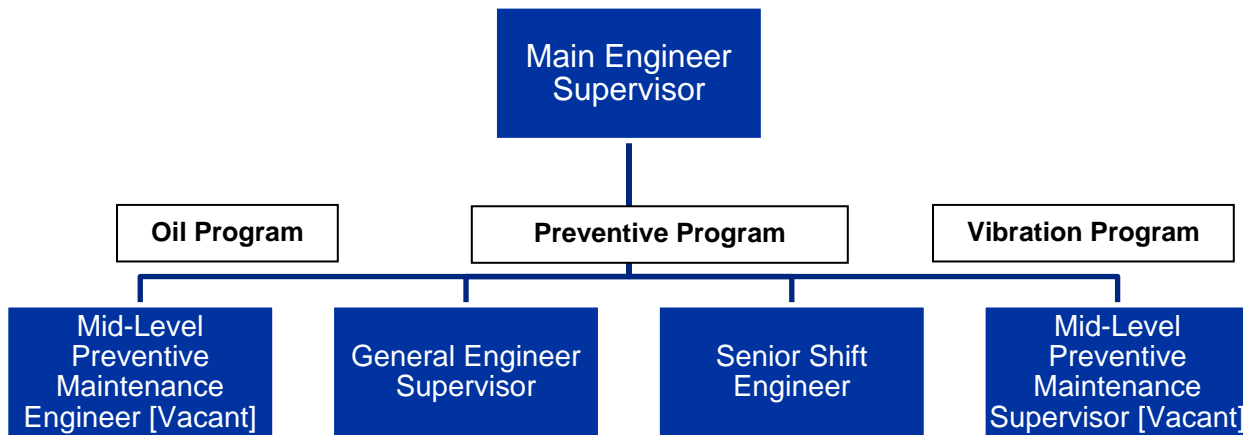 Main Engineer
Supervisor
Oil Program
Preventive Program
Vibration Program
Mid-Level
Preventive
Maintenance
Engineer [Vacant]
General Engineer
Supervisor
Senior Shift
Engineer
Mid-Level
Preventive
Maintenance
Supervisor [Vacant]